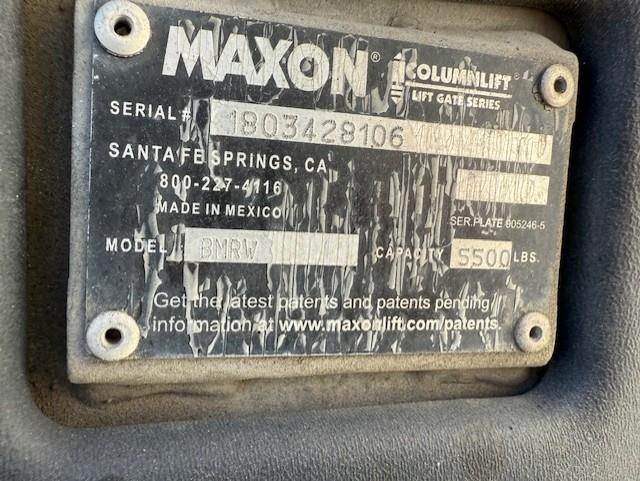 MAXON® COLUMNLIFT®
LIFT GATE SERIES
SERIAL # 1803428106
SANTA FE SPRINGS, CA
800-227-4116
MADE IN MEXICO
SER.PLATE 905246-5
MODEL BMRW CAPACITY 5500 LBS.
Get the latest patents and patents pending
information at www.maxonlift.com/patents.